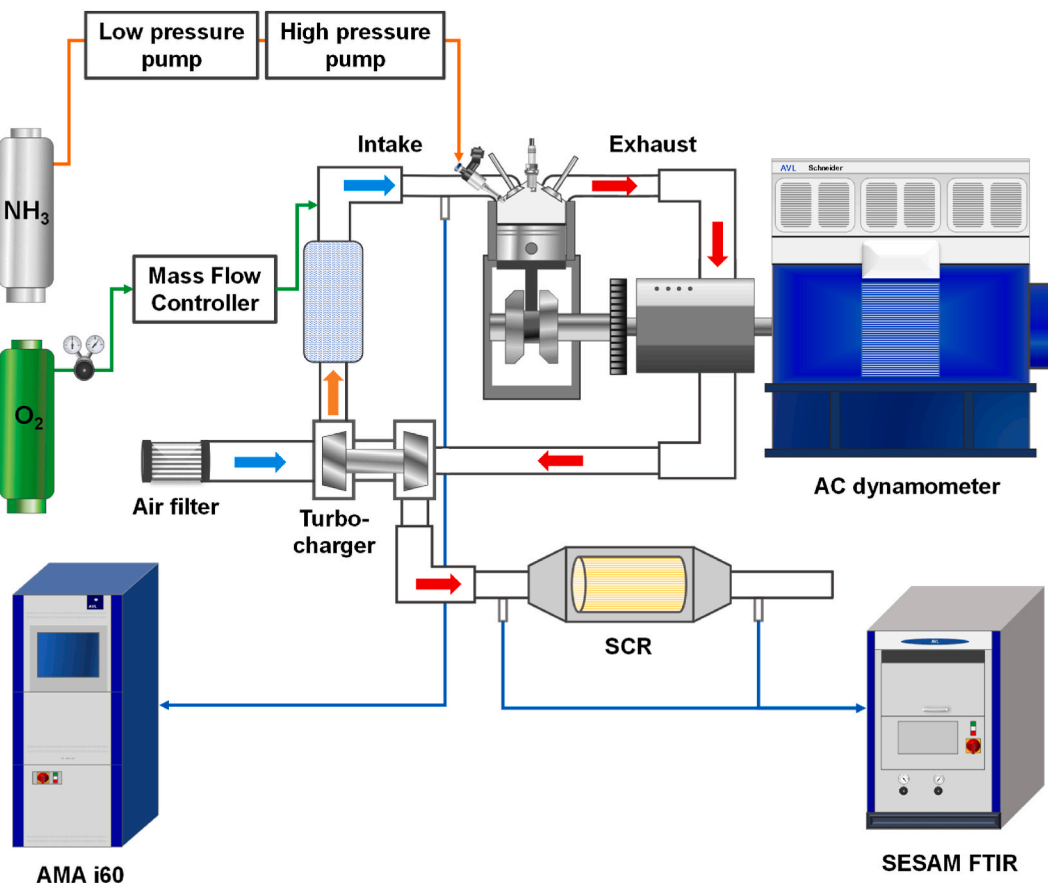 Low pressure
pump
High pressure
pump
Intake
Exhaust
AVL Schneider
NH3
Mass Flow
Controller
O2
Air filter
Turbo-
charger
AC dynamometer
AVL
SCR
AVL
AMA i60
SESAM FTIR